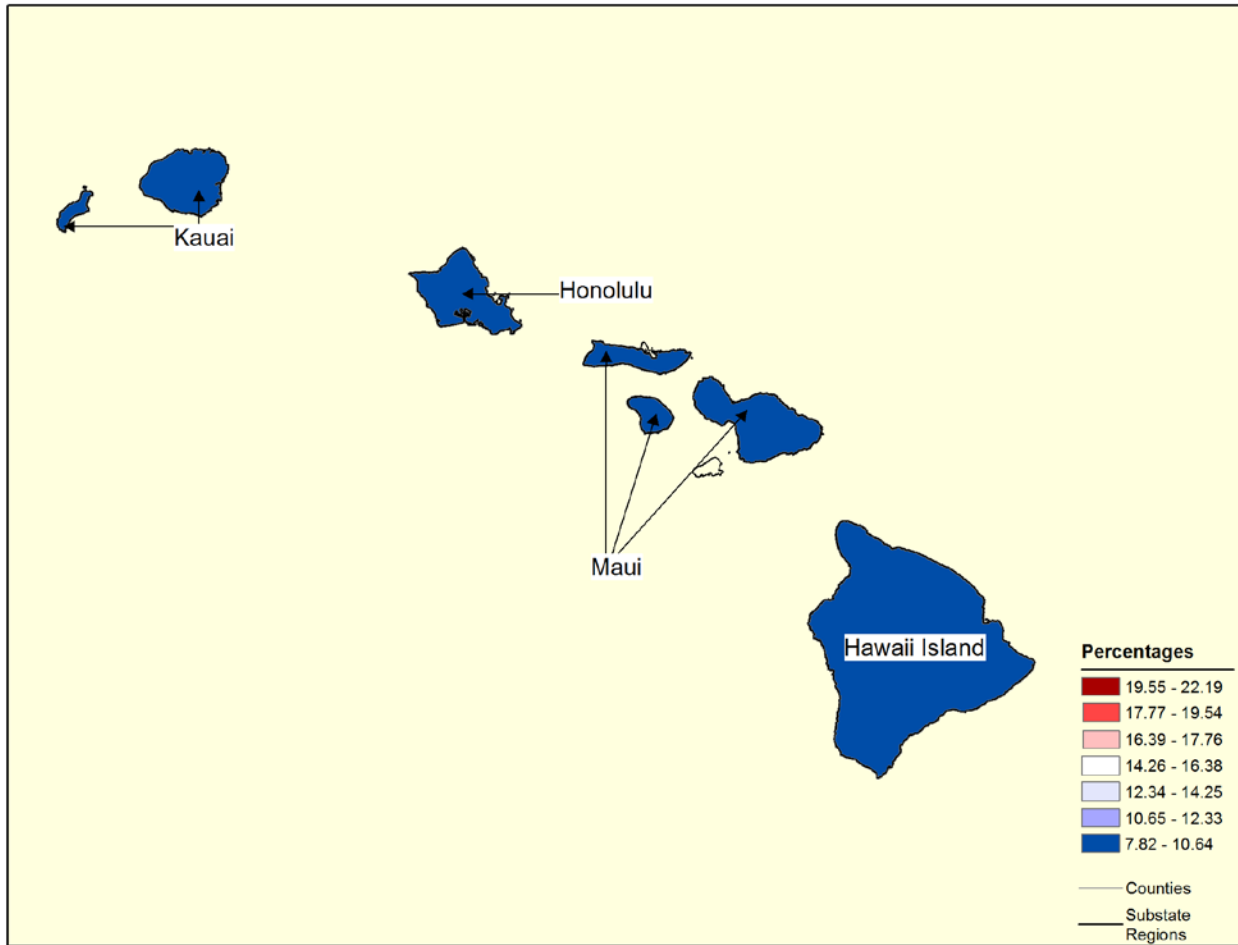 Kauai
Honolulu
Maui
Hawaii Island
Percentages
19.55 - 22.19
17.77 - 19.54
16.39 - 17.76
14.26 - 16.38
12.34 - 14.25
10.65 - 12.33
7.82 - 10.64
Counties
Substate
Regions